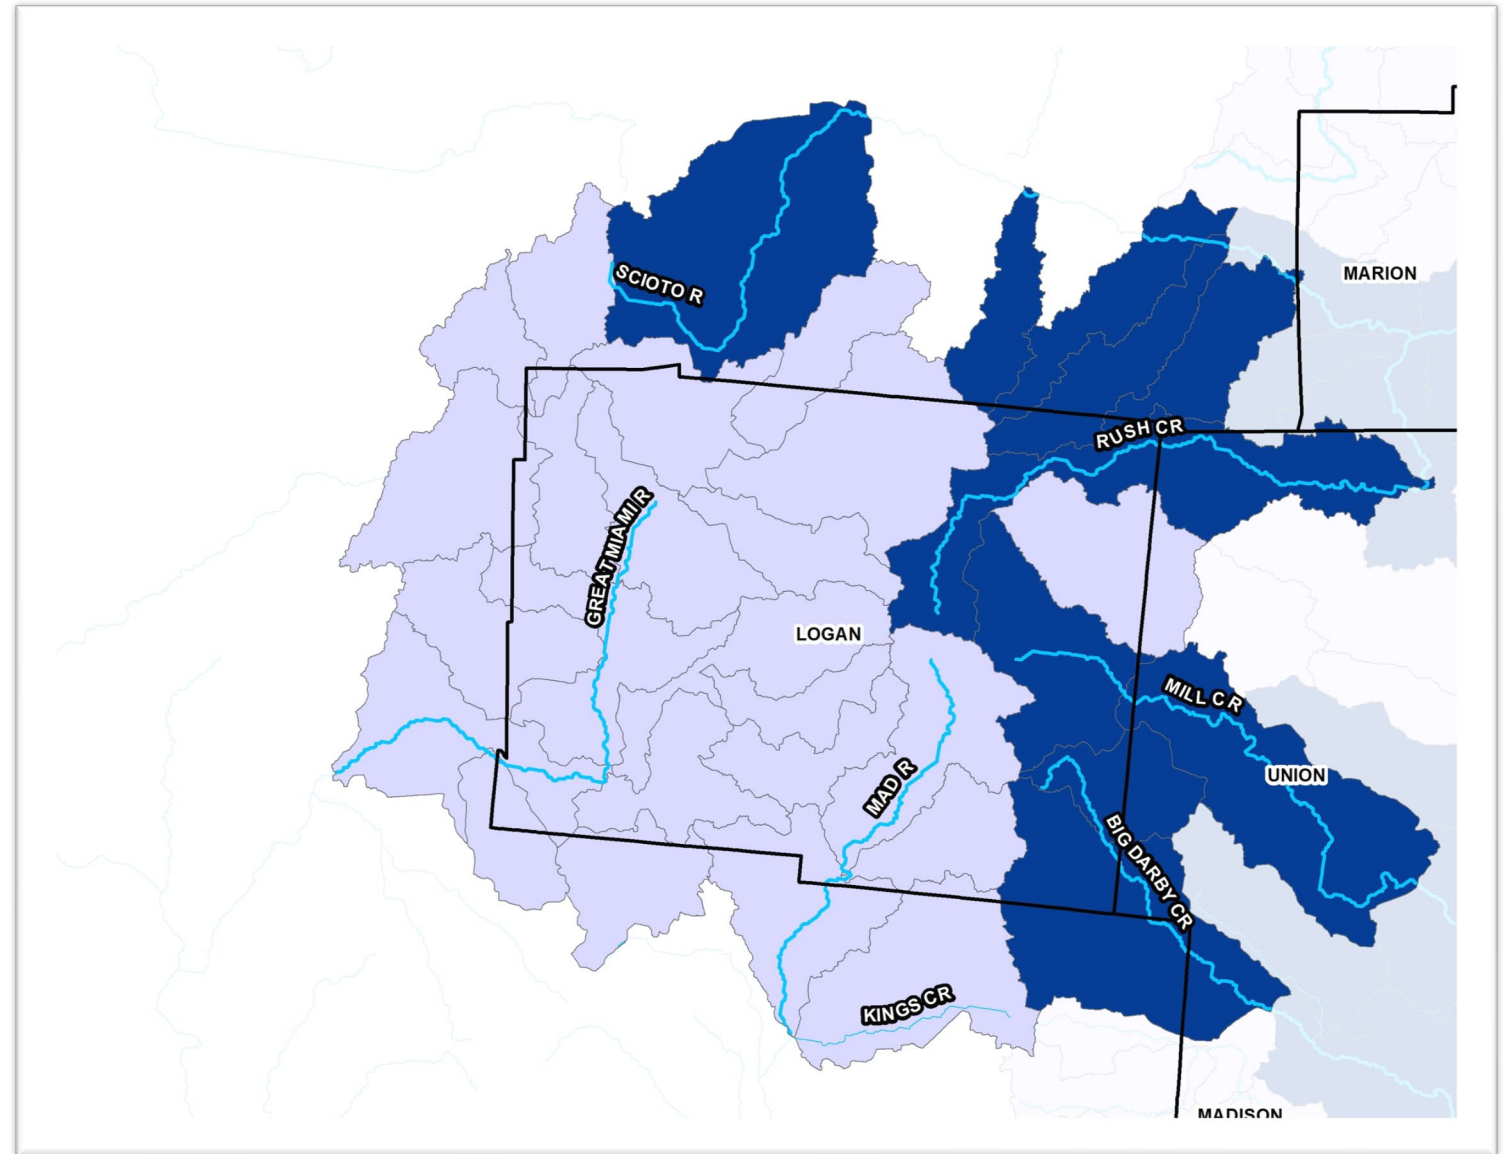 MARION
SCIOTO R
RUSH CR
GREAT MIAMI R
LOGAN
MILL C R
UNION
MAD R
BIG DARBY CR
KINGS CR
MADISON